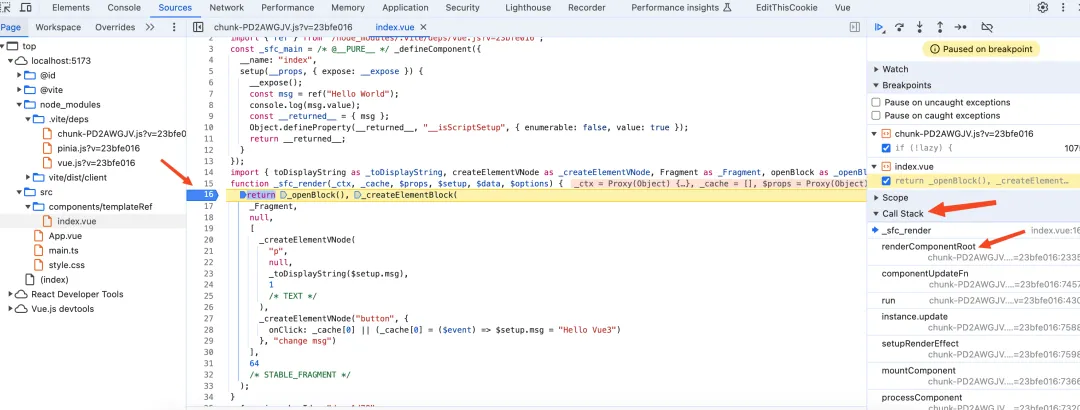 Elements
Console
Sources
Network
Performance
Memory
Application
Security
Lighthouse
Recorder
Performance insights
EditThisCookie
Vue
Page
Workspace
Overrides
chunk-PD2AWGJV.js?v=23bfe016
index.vue
top
localhost:5173
@id
@vite
node_modules
.vite/deps
chunk-PD2AWGJV.js?v=23bfe0
pinia.js?v=23bfe016
vue.js?v=23bfe016
vite/dist/client
src
components/templateRef
index.vue
App.vue
main.ts
style.css
(index)
React Developer Tools
Vue.js devtools
2 import { ref } from "/node_modules/.vite/deps/vue.js?v=23bfe016";
3 const _sfc_main = /* @__PURE__ */ _defineComponent({
4 __name: "index",
5 setup(__props, { expose: __expose }) {
6 __expose();
7 const msg = ref("Hello World");
8 console.log(msg.value);
9 const __returned__ = { msg };
10 Object.defineProperty(__returned__, "__isScriptSetup", { enumerable: false, value: true });
11 return __returned__;
12 }
13 });
14 import { toDisplayString as _toDisplayString, createElementVNode as _createElementVNode, Fragment as _Fragment, openBlock as _openBlo
15 function _sfc_render(_ctx, _cache, $props, $setup, $data, $options) { _ctx = Proxy(Object) {…}, _cache = [], $props = Proxy(Object)
16 return _openBlock(), _createElementBlock(
17 _Fragment,
18 null,
19 [
20 _createElementVNode(
21 "p",
22 null,
23 _toDisplayString($setup.msg),
24 1
25 /* TEXT */
26 ),
27 _createElementVNode("button", {
28 onClick: _cache[0] || (_cache[0] = ($event) => $setup.msg = "Hello Vue3")
29 }, "change msg")
30 ],
31 64
32 /* STABLE_FRAGMENT */
33 );
34 }
Paused on breakpoint
Watch
Breakpoints
Pause on uncaught exceptions
Pause on caught exceptions
chunk-PD2AWGJV.js?v=23bfe016
if (!lazy) { 107
index.vue
return _openBlock(), _createElement…
Scope
Call Stack
_sfc_render index.vue:16
renderComponentRoot
chunk-PD2AWGJV.…=23bfe016:2335
componentUpdateFn
chunk-PD2AWGJV.…=23bfe016:7457
run chunk-PD2AWGJV.…v=23bfe016:430
instance.update
chunk-PD2AWGJV.…=23bfe016:7588
setupRenderEffect
chunk-PD2AWGJV.…=23bfe016:7598
mountComponent
chunk-PD2AWGJV.…=23bfe016:7366
processComponent
chunk-PD2AWGJV.…=23bfe016:7320